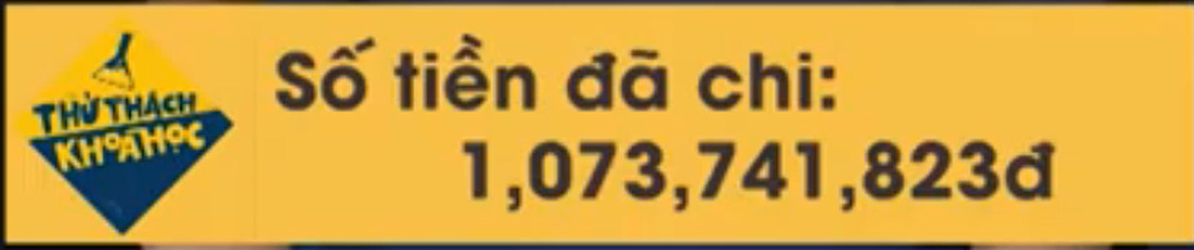 THỬ THÁCH
KHOA HỌC
Số tiền đã chi:
1,073,741,823đ